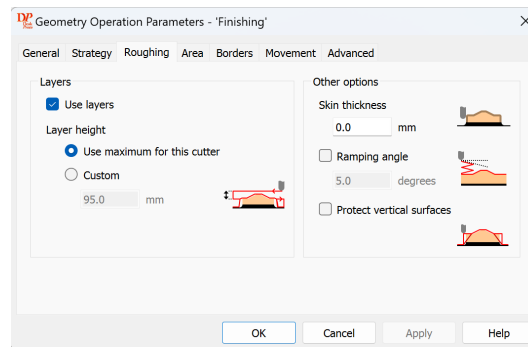 Geometry Operation Parameters - 'Finishing'
General Strategy Roughing Area Borders Movement Advanced
Layers
Use layers
Layer height
Use maximum for this cutter
Custom
95.0 mm
Other options
Skin thickness
0.0 mm
Ramping angle
5.0 degrees
Protect vertical surfaces
OK Cancel Apply Help